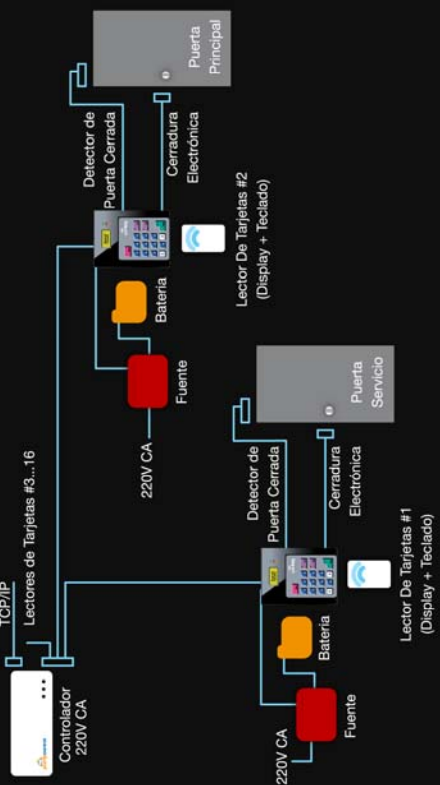 TCP/IP
Lectores de Tarjetas #3...16
Controlador
220V CA
Detector de
Puerta Cerrada
Puerta
Principal
Cerradura
Electrónica
Lector De Tarjetas #2
(Display + Teclado)
Bateria
Fuente
220V CA
Detector de
Puerta Cerrada
Puerta
Servicio
Cerradura
Electrónica
Lector De Tarjetas #1
(Display + Teclado)
Bateria
Fuente
220V CA